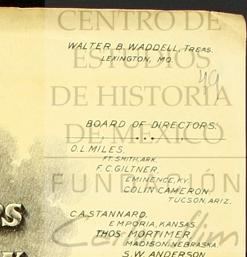 CENTRO DE
WALTER B. WADDELL, TREAS.
LEXINGTON, MO.
ESTUDIOS
49
DE HISTORIA
BOARD OF DIRECTORS.
DE MEXICO
O.L. MILES,
FT. SMITH, ARK.
F.C. GILTNER,
EMINENCE, KY.
FUNDACIÓN
COLIN CAMERON
TUCSON, ARIZ.
C.A. STANNARD,
EMPORIA, KANSAS.
THOS MORTIMER
MADISON, NEBRASKA.
S.W. ANDERSON